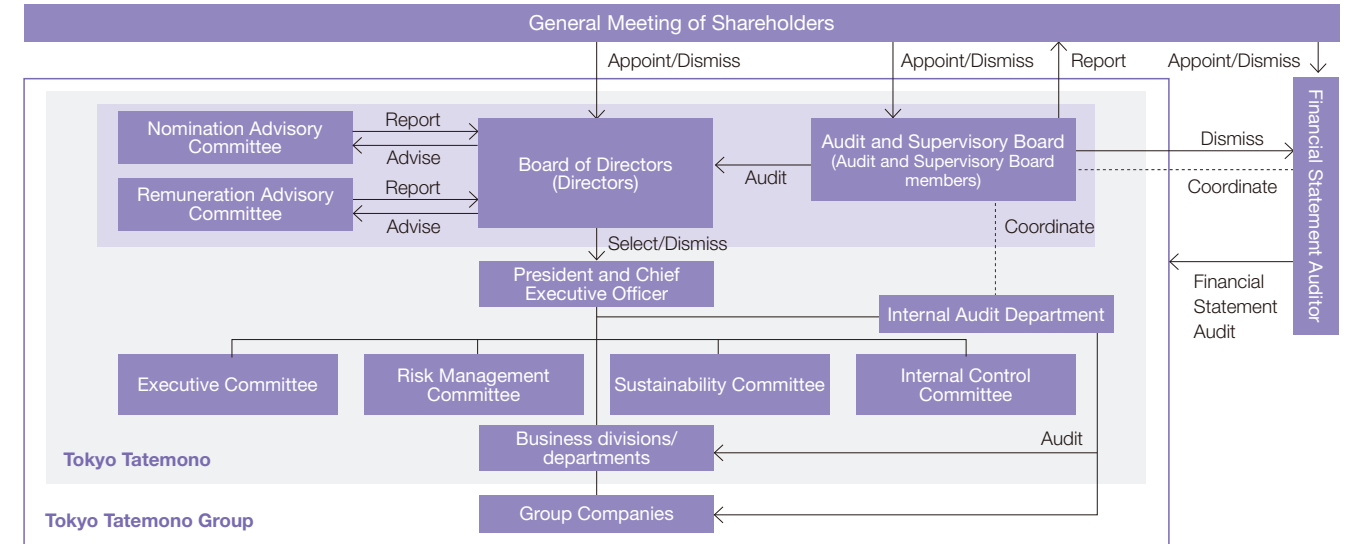 General Meeting of Shareholders
Appoint/Dismiss
Appoint/Dismiss
Report
Appoint/Dismiss
Nomination Advisory
Committee
Report
Advise
Remuneration Advisory
Committee
Report
Advise
Board of Directors
(Directors)
Audit
Audit and Supervisory Board
(Audit and Supervisory Board
members)
Dismiss
Coordinate
Financial Statement Auditor
Coordinate
Select/Dismiss
President and Chief
Executive Officer
Internal Audit Department
Financial
Statement
Audit
Executive Committee
Risk Management
Committee
Sustainability Committee
Internal Control
Committee
Business divisions/
departments
Audit
Tokyo Tatemono
Group Companies
Tokyo Tatemono Group